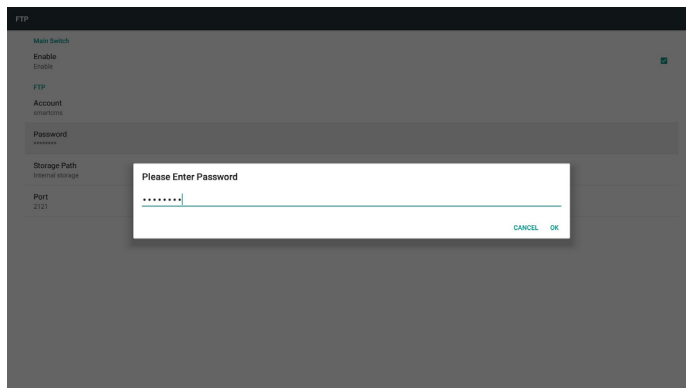 FTP
Main Switch
Enable
Enable
FTP
Account
smartcms
Password
********
Storage Path
Internal storage
Port
2121
Please Enter Password
••••••••
CANCEL OK